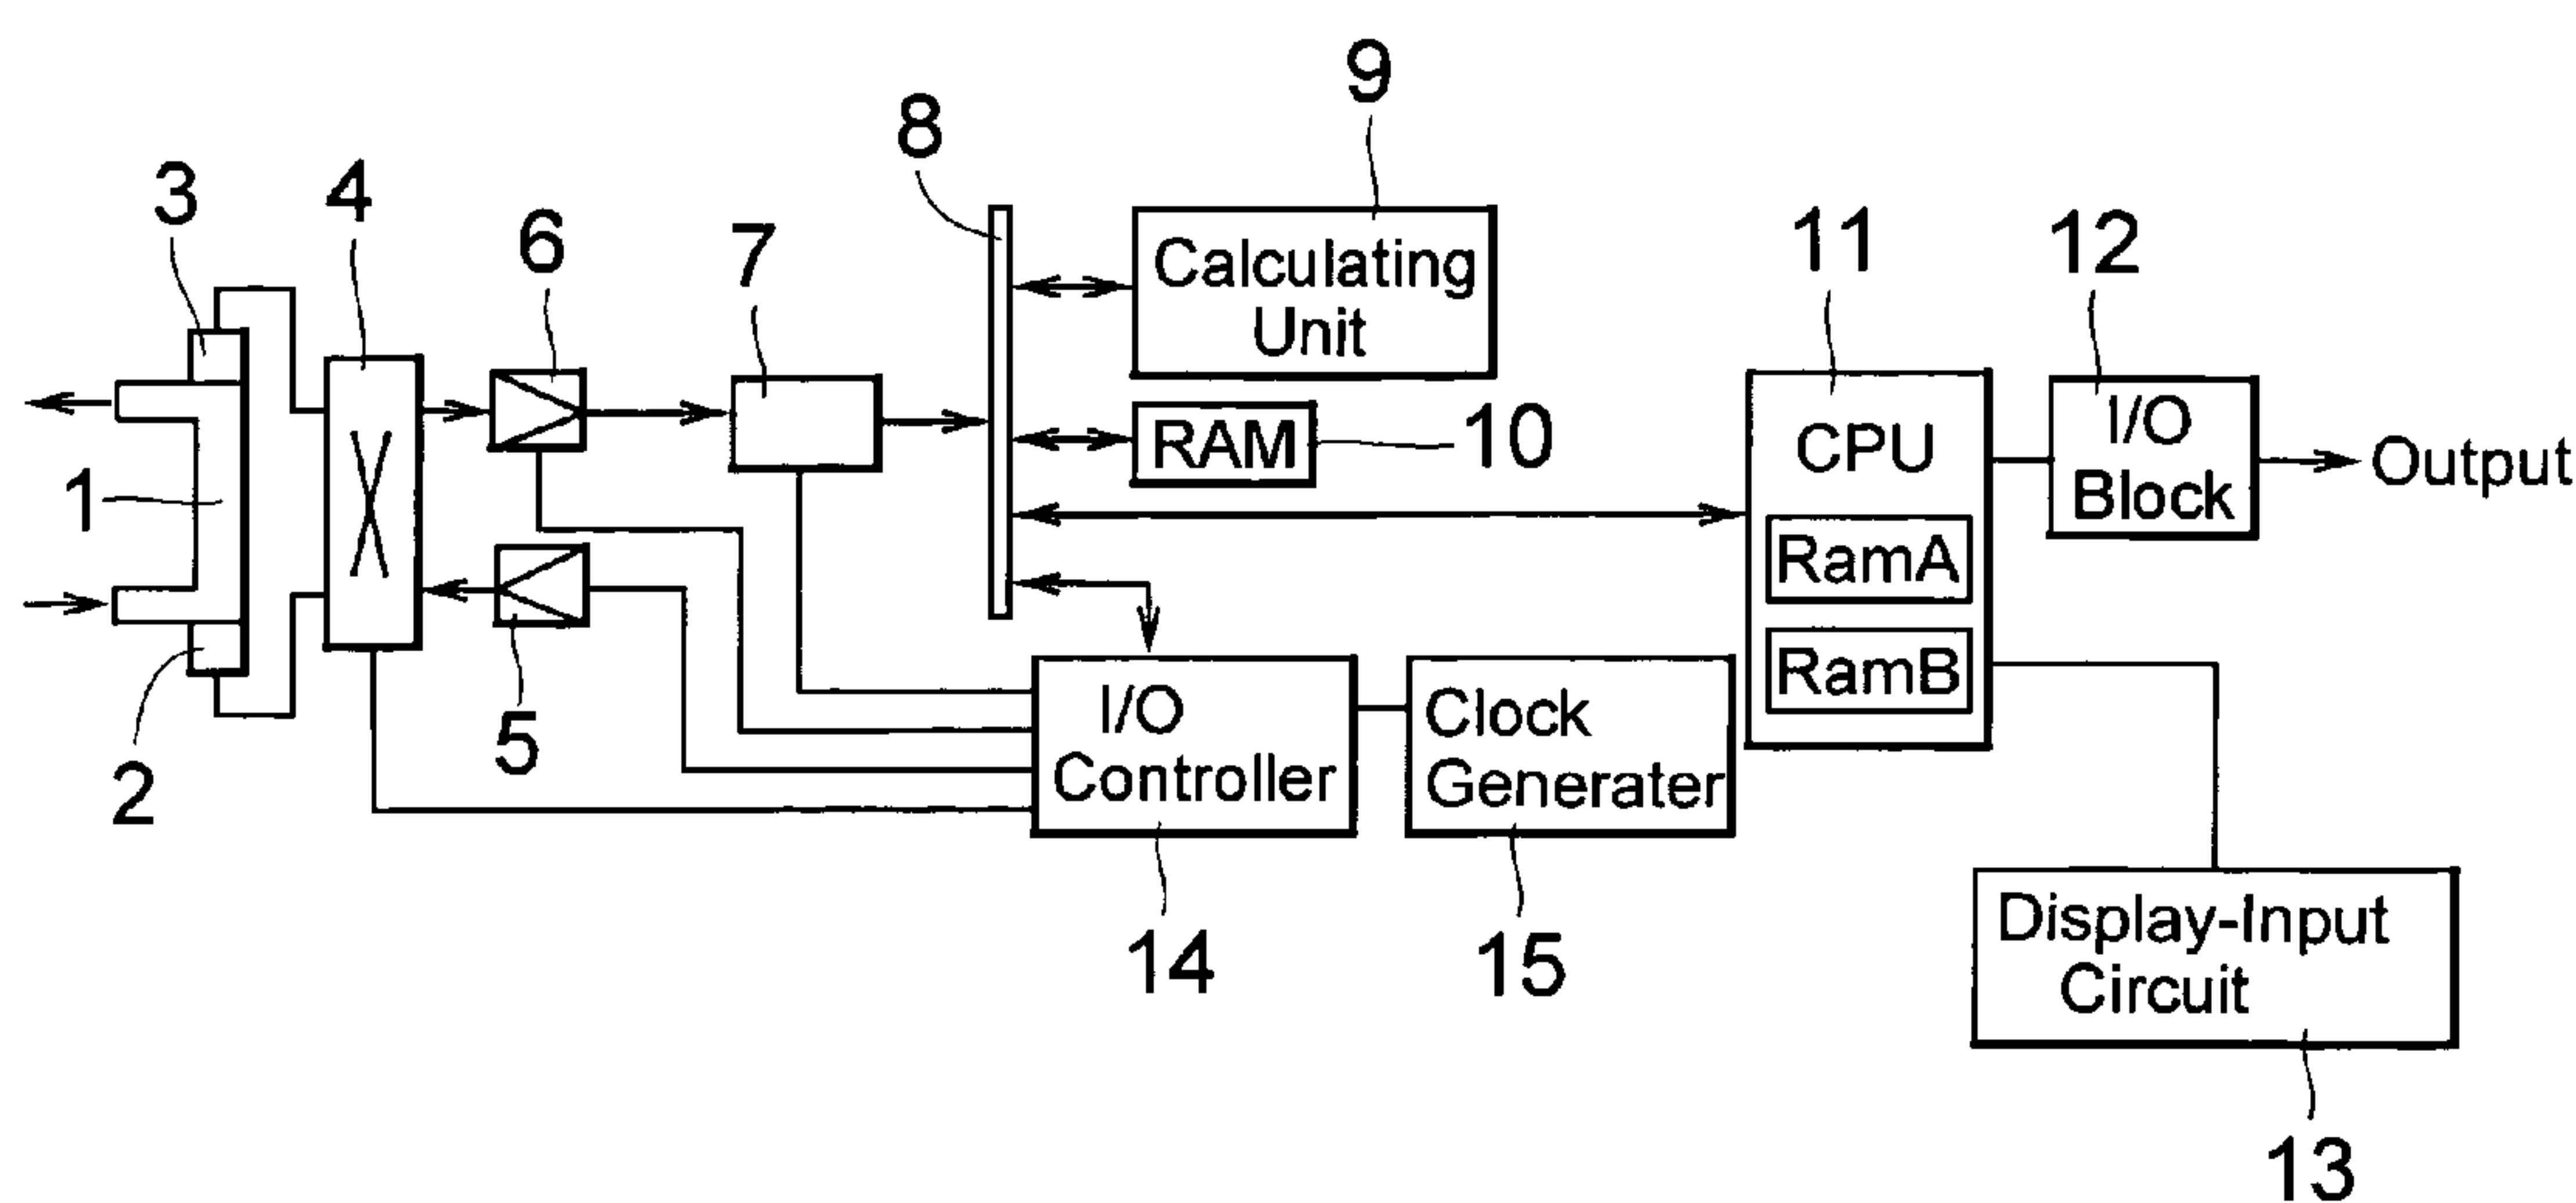 9
8
3
4
6
7
11
12
Calculating
Unit
RAM
10
CPU
I/O
Block
Output
1
RamA
RamB
5
2
I/O
Controller
Clock
Generater
14
15
Display-Input
Circuit
13